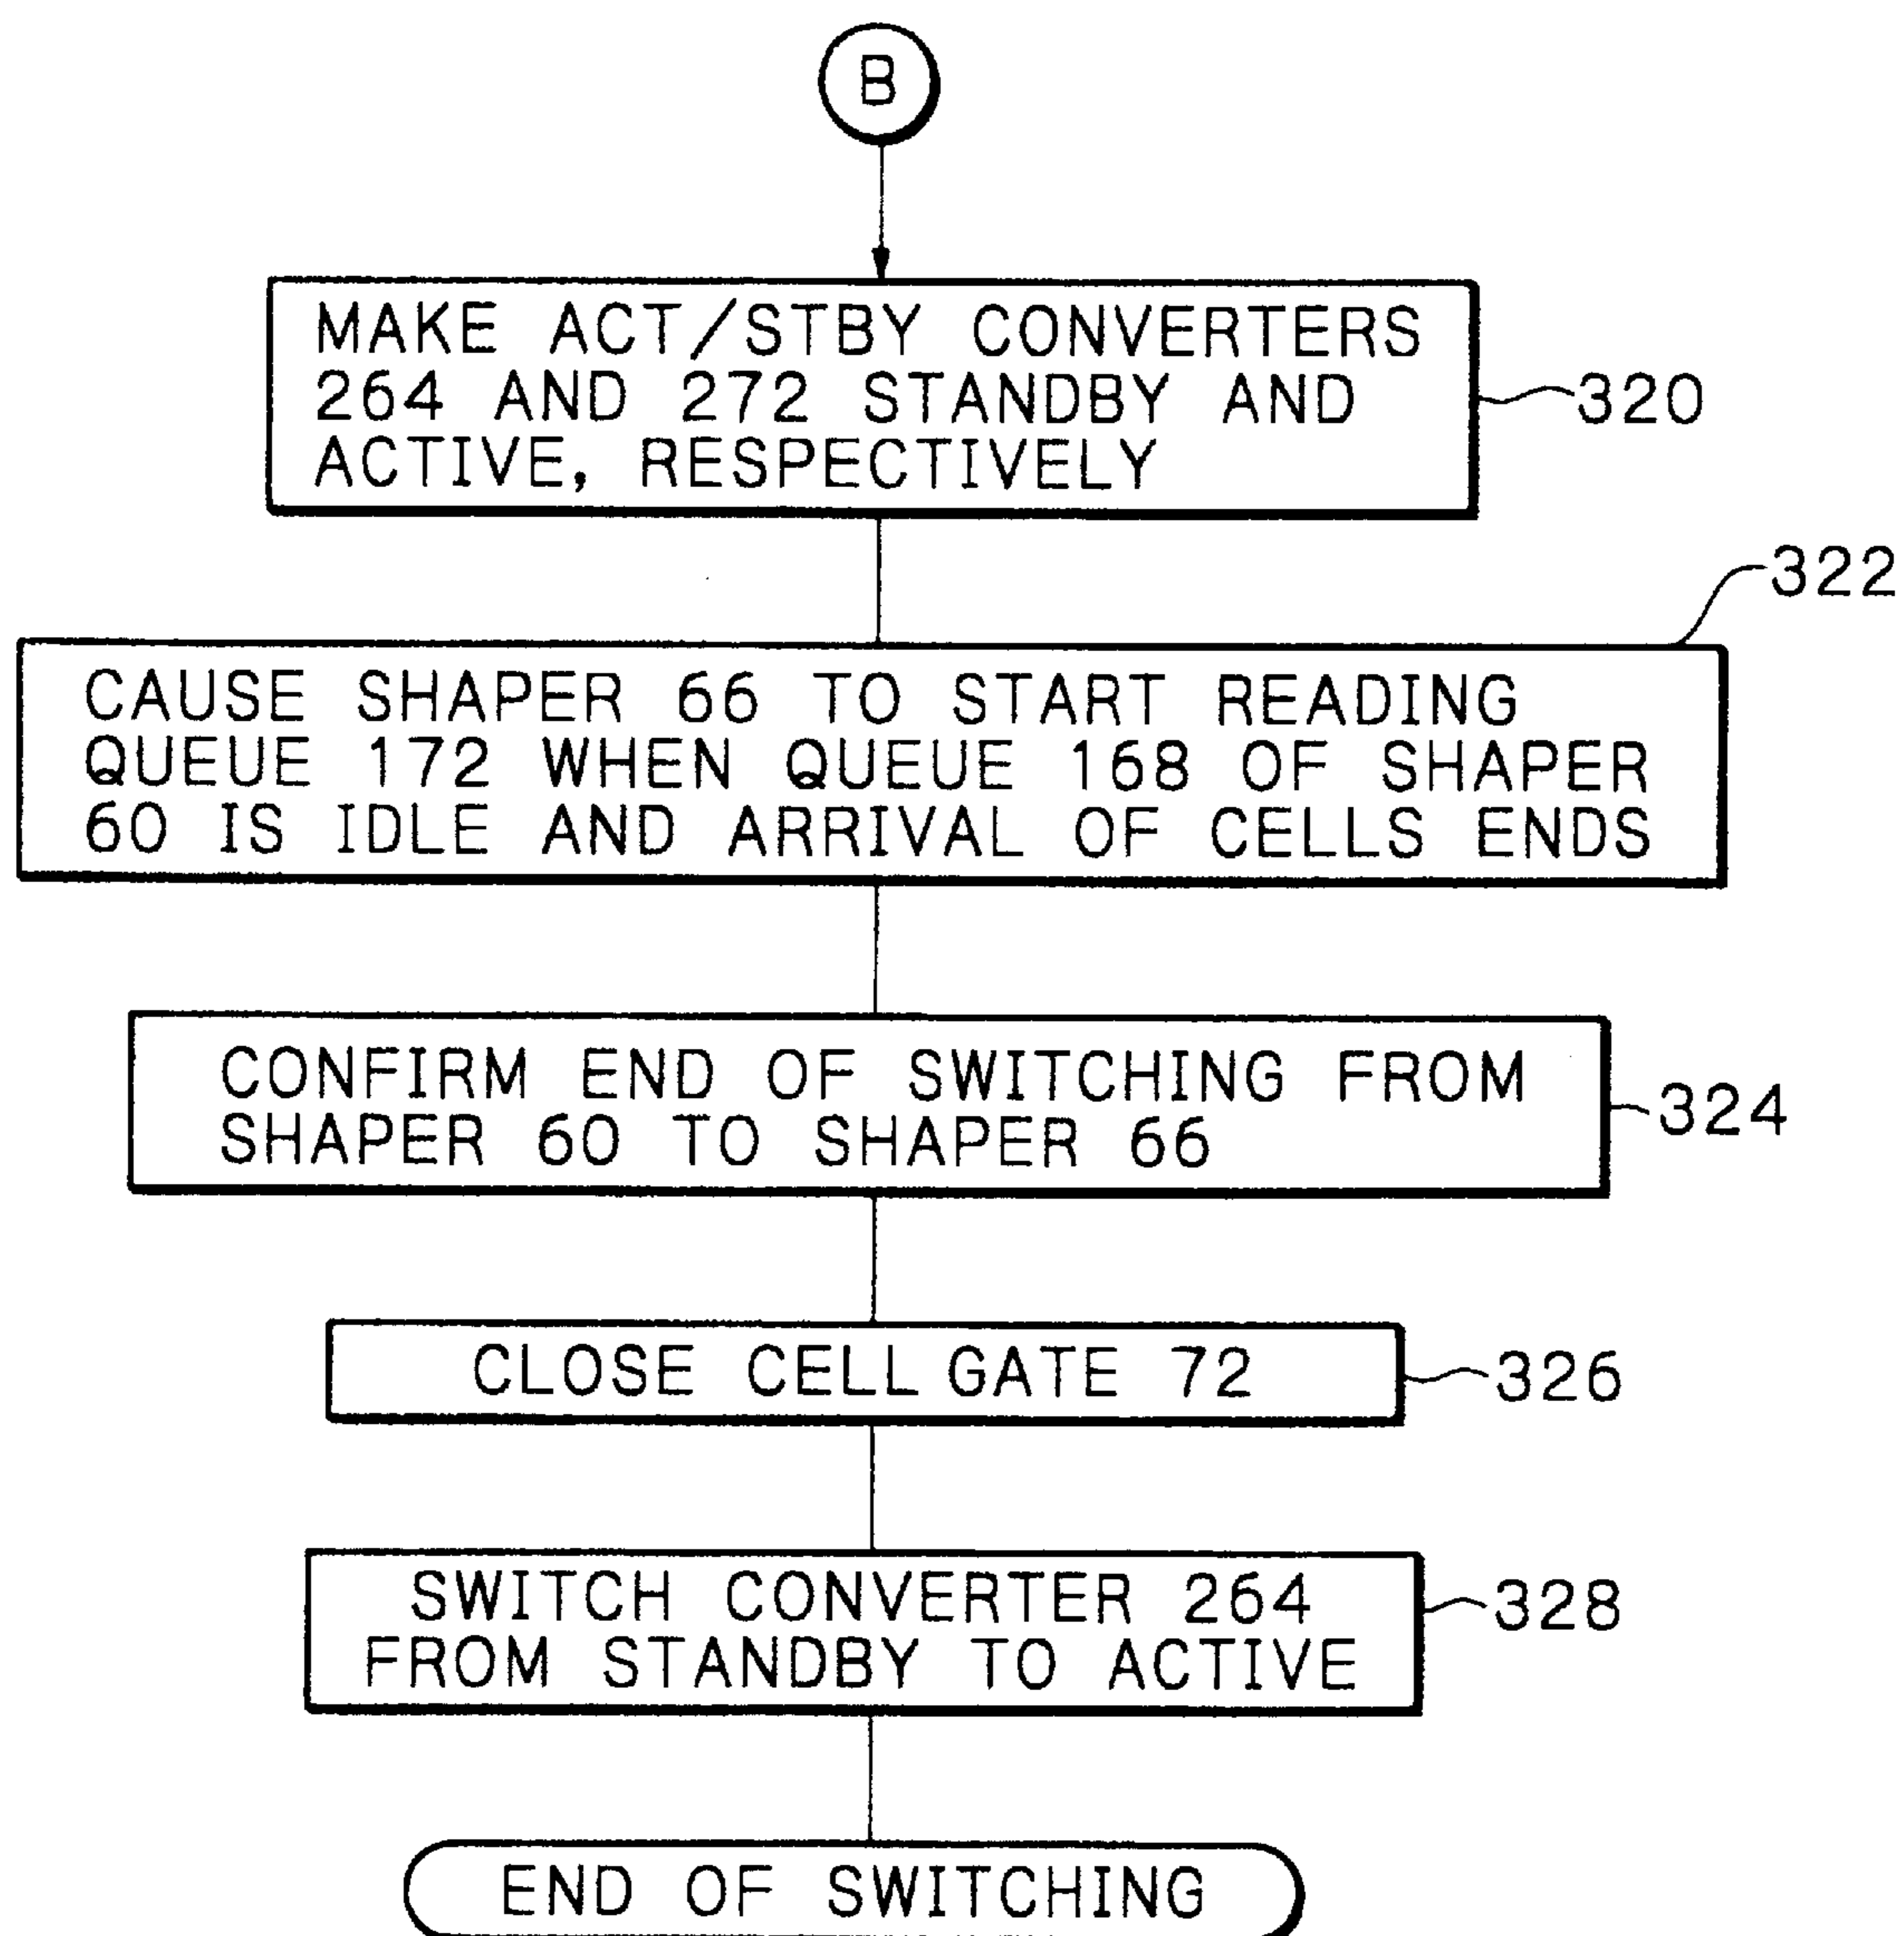 B
MAKE ACT/STBY CONVERTERS
264 AND 272 STANDBY AND
ACTIVE, RESPECTIVELY
320
322
CAUSE SHAPER 66 TO START READING
QUEUE 172 WHEN QUEUE 168 OF SHAPER
60 IS IDLE AND ARRIVAL OF CELLS ENDS
CONFIRM END OF SWITCHING FROM
SHAPER 60 TO SHAPER 66
324
CLOSE CELL GATE 72
326
SWITCH CONVERTER 264
FROM STANDBY TO ACTIVE
328
END OF SWITCHING